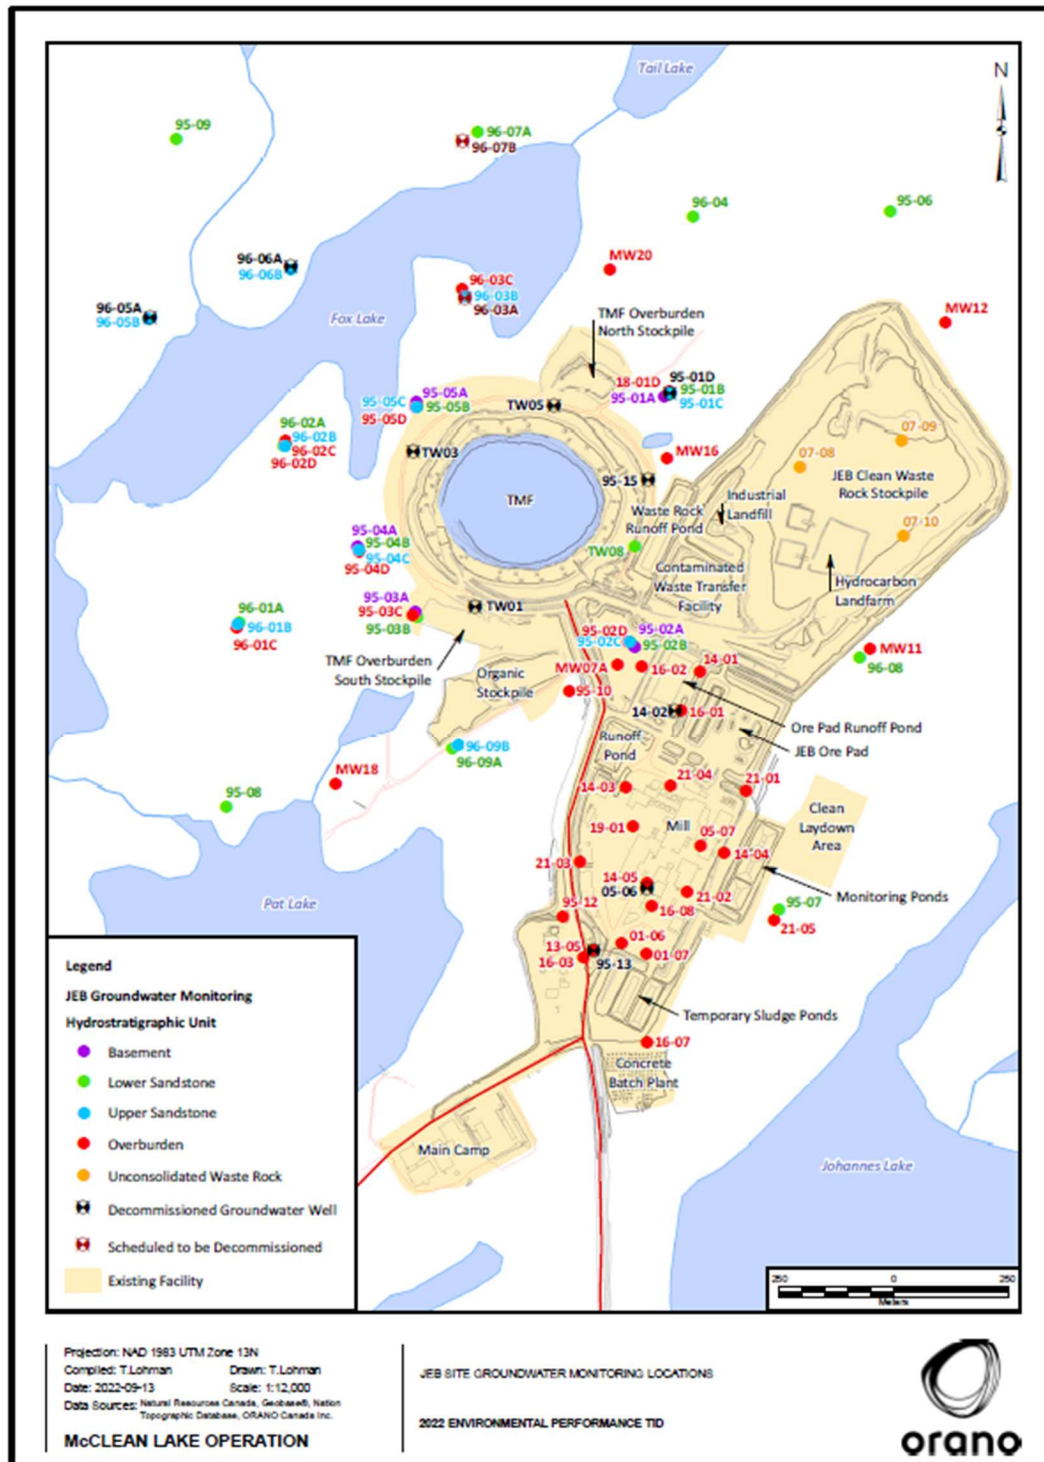 Tail Lake
N
95-09
96-07A
96-07B
96-04
95-06
MW20
96-06A
96-06B
96-03C
96-03B
96-03A
96-05A
96-05B
Fox Lake
TMF Overburden
North Stockpile
MW12
18-01D
95-01D
95-01A
95-01B
95-01C
95-05C
95-05A
95-05B
95-05D
TW05
96-02A
96-02B
96-02C
96-02D
TW03
MW16
95-15
07-09
07-08
JEB Clean Waste
Rock Stockpile
07-10
TMF
Industrial
Landfill
Waste Rock
Runoff Pond
TW08
Contaminated
Waste Transfer
Facility
Hydrocarbon
Landfarm
95-04A
95-04B
95-04C
95-04D
95-03A
95-03C
95-03B
TW01
96-01A
96-01B
96-01C
TMF Overburden
South Stockpile
Organic
Stockpile
95-02D
95-02A
95-02C
95-02B
MW07A
16-02
14-01
MW11
96-08
95-10
14-02
16-01
Ore Pad Runoff Pond
JEB Ore Pad
Runoff
Pond
96-09B
96-09A
MW18
95-08
14-03
21-04
21-01
Clean
Laydown
Area
19-01
Mill
05-07
14-04
21-03
14-05
05-06
21-02
Monitoring Ponds
16-08
95-07
21-05
95-12
Pat Lake
01-06
01-07
13-05
16-03
95-13
Temporary Sludge Ponds
16-07
Concrete
Batch Plant
Main Camp
Johannes Lake
Legend
JEB Groundwater Monitoring
Hydrostratigraphic Unit
Basement
Lower Sandstone
Upper Sandstone
Overburden
Unconsolidated Waste Rock
Decommissioned Groundwater Well
Scheduled to be Decommissioned
Existing Facility
250 0 250
Meters
Projection: NAD 1983 UTM Zone 13N
Compiled: T.Lohman Drawn: T.Lohman
Date: 2022-09-13 Scale: 1:12,000
Data Sources: Natural Resources Canada, Geobase®, Nation
Topographic Database, ORANO Canada Inc.
McCLEAN LAKE OPERATION
JEB SITE GROUNDWATER MONITORING LOCATIONS
2022 ENVIRONMENTAL PERFORMANCE TID
orano